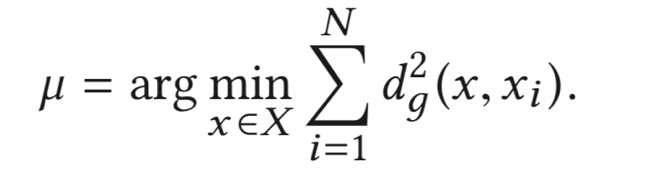 μ = arg min_{x∈X} ∑_{i=1}^{N} d_g^2(x, x_i).